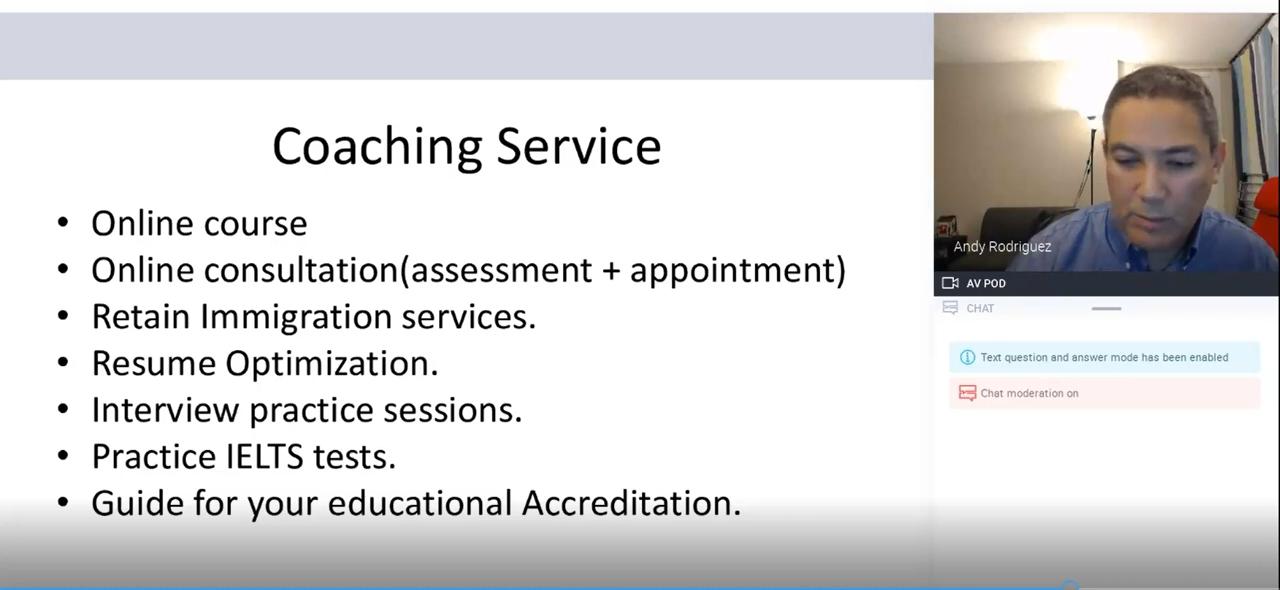 Coaching Service
• Online course
• Online consultation(assessment + appointment)
• Retain Immigration services.
• Resume Optimization.
• Interview practice sessions.
• Practice IELTS tests.
• Guide for your educational Accreditation.
Andy Rodriguez
AV POD
CHAT
Text question and answer mode has been enabled
Chat moderation on